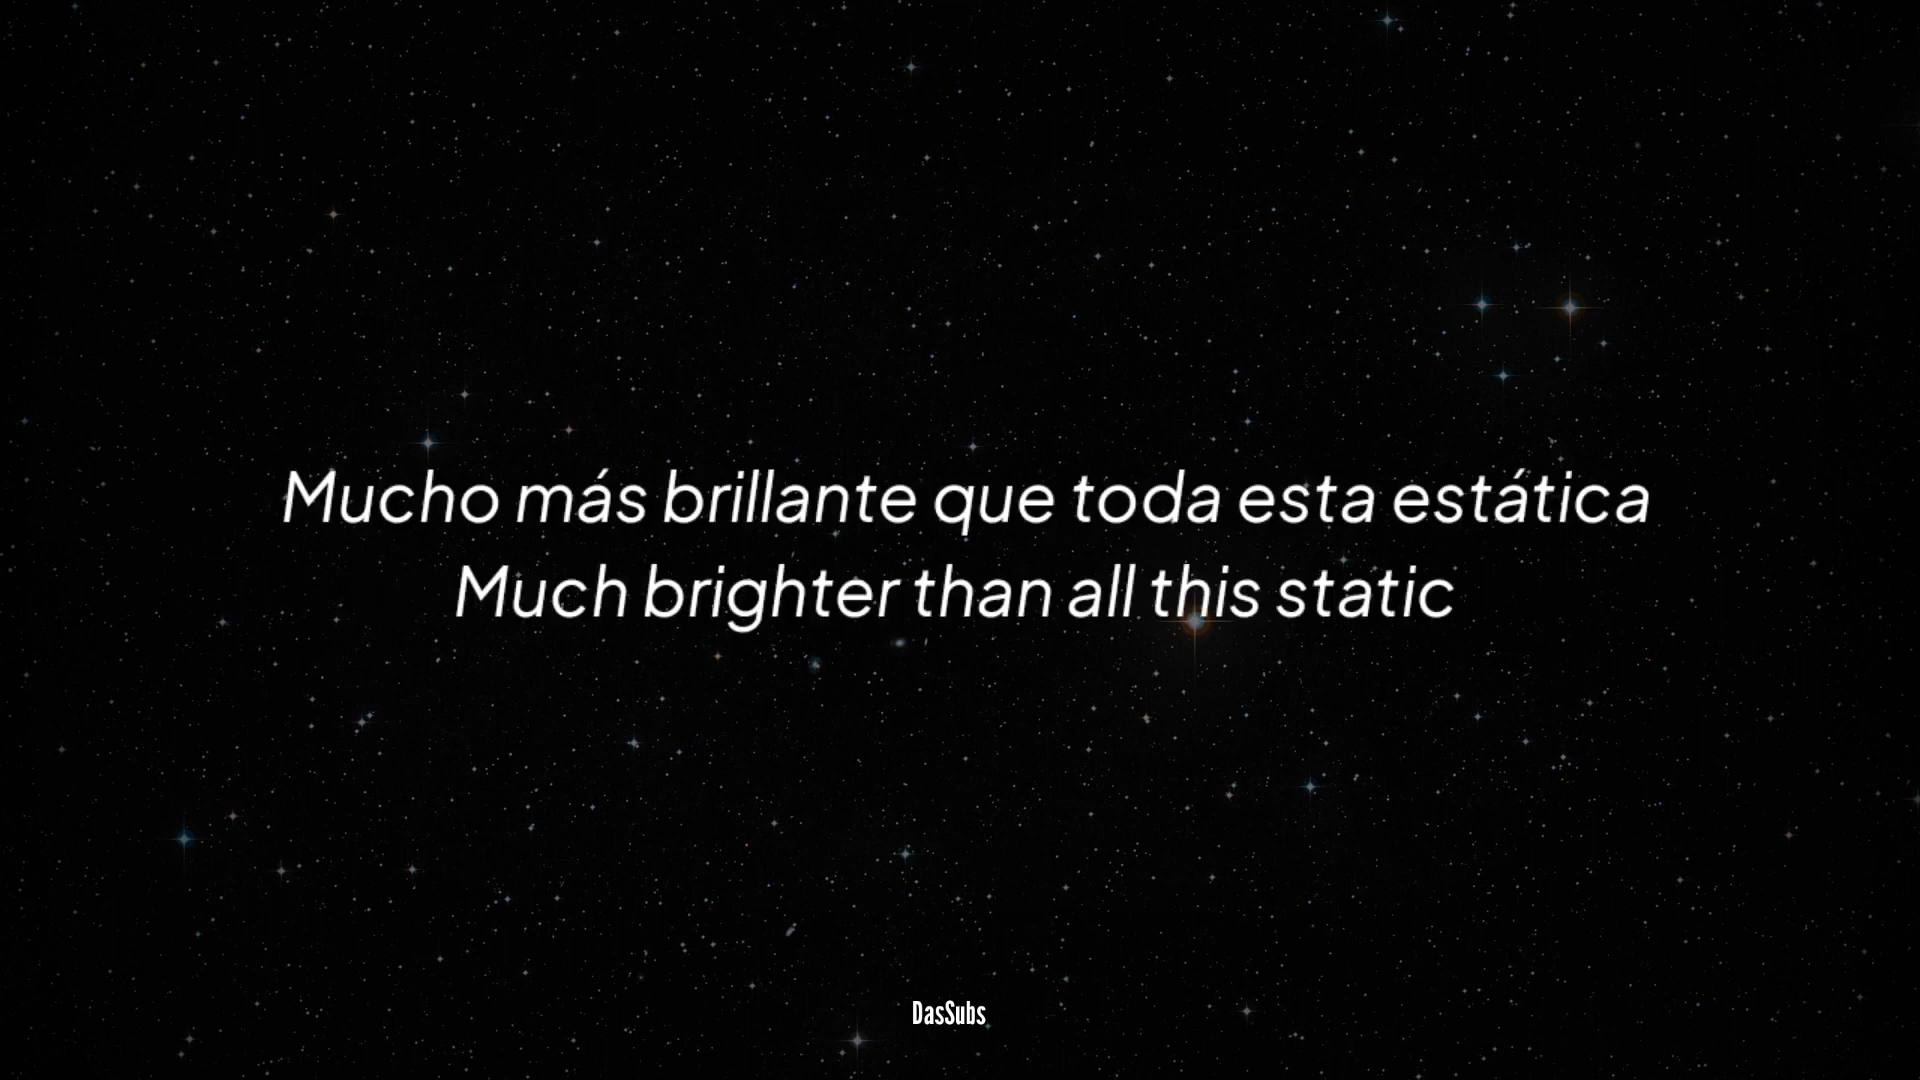 Mucho más brillante que toda esta estática
Much brighter than all this static
DasSubs